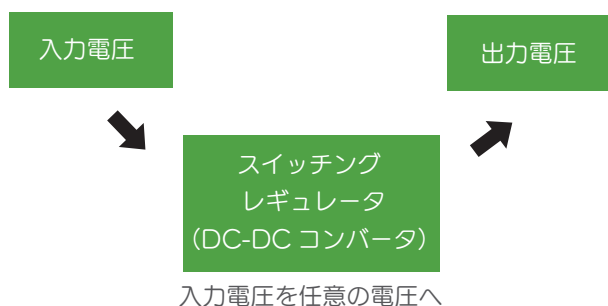 入力電圧
出力電圧
スイッチング
レギュレータ
（DC-DC コンバータ）
入力電圧を任意の電圧へ